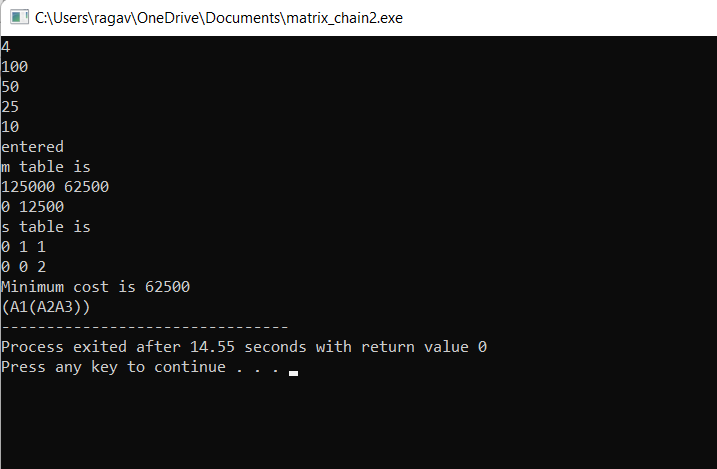 C:\Users\ragav\OneDrive\Documents\matrix_chain2.exe
4
100
50
25
10
entered
m table is
125000 62500
0 12500
s table is
0 1 1
0 0 2
Minimum cost is 62500
(A1(A2A3))
--------------------------------
Process exited after 14.55 seconds with return value 0
Press any key to continue . . .